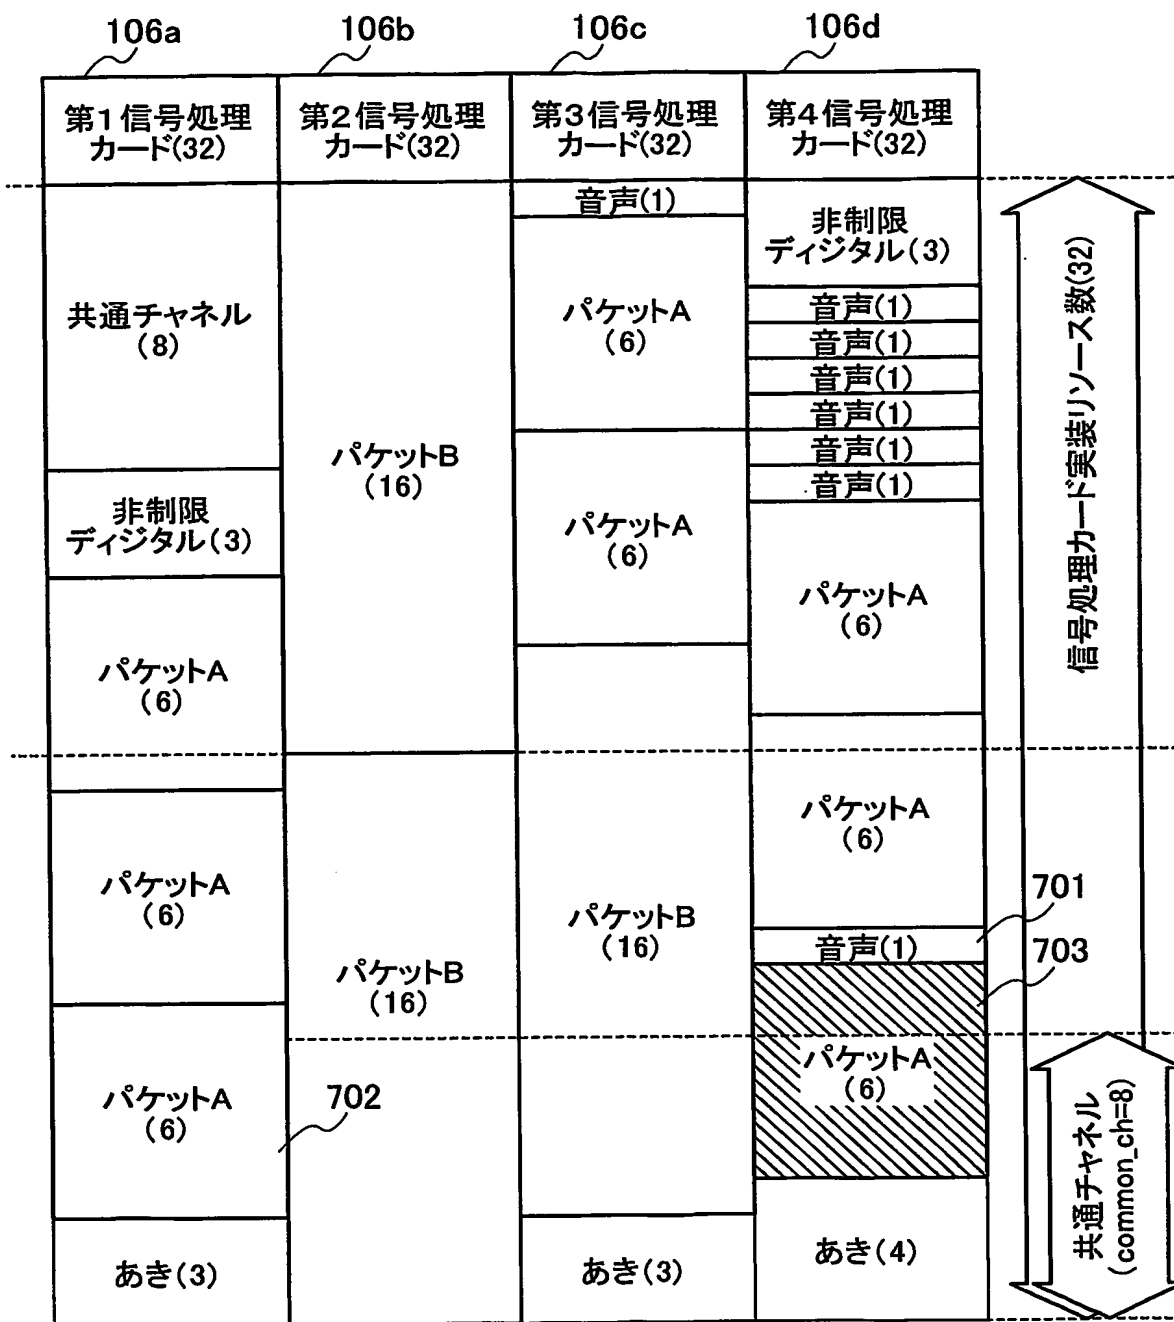 106a
106b
106c
106d
第1信号処理
カード(32)
第2信号処理
カード(32)
第3信号処理
カード(32)
第4信号処理
カード(32)
共通チャネル
(8)
非制限
ディジタル(3)
パケットA
(6)
パケットA
(6)
パケットA
(6)
702
あき(3)
パケットB
(16)
パケットB
(16)
音声(1)
パケットA
(6)
パケットA
(6)
パケットB
(16)
あき(3)
非制限
ディジタル(3)
音声(1)
音声(1)
音声(1)
音声(1)
音声(1)
音声(1)
パケットA
(6)
パケットA
(6)
音声(1)
701
703
パケットA
(6)
あき(4)
信号処理カード実装リソース数(32)
共通チャネル
(common_ch=8)